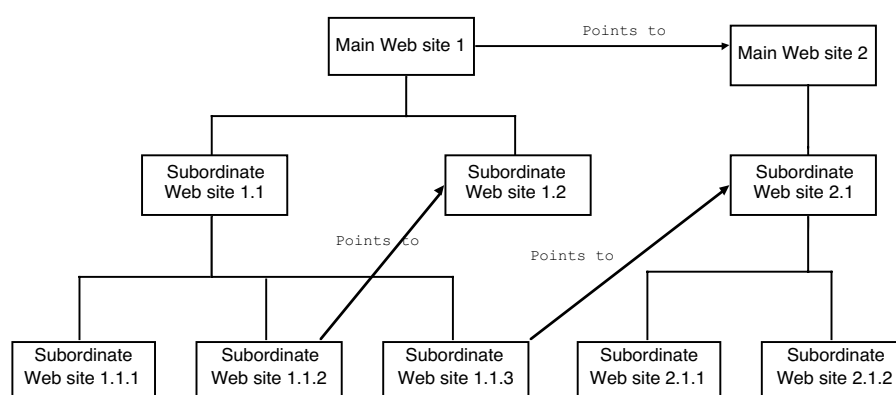 Main Web site 1
Points to
Main Web site 2
Subordinate
Web site 1.1
Subordinate
Web site 1.2
Subordinate
Web site 2.1
Points to
Points to
Subordinate
Web site 1.1.1
Subordinate
Web site 1.1.2
Subordinate
Web site 1.1.3
Subordinate
Web site 2.1.1
Subordinate
Web site 2.1.2